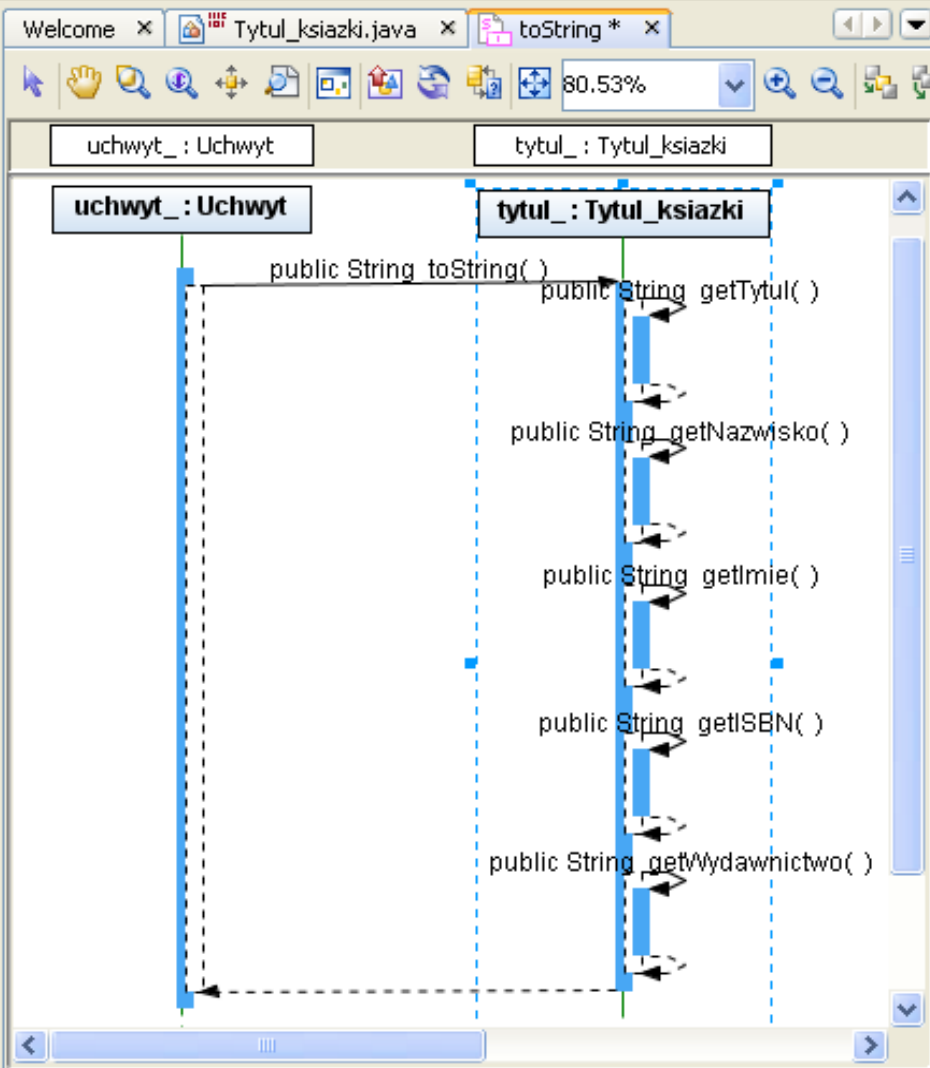 Welcome Tytul_ksiazki.java toString *
80.53%
uchwyt_ : Uchwyt tytul_ : Tytul_ksiazki
uchwyt_ : Uchwyt tytul_ : Tytul_ksiazki
public String toString( )
public String getTytul( )
public String getNazwisko( )
public String getImie( )
public String getISBN( )
public String getWydawnictwo( )